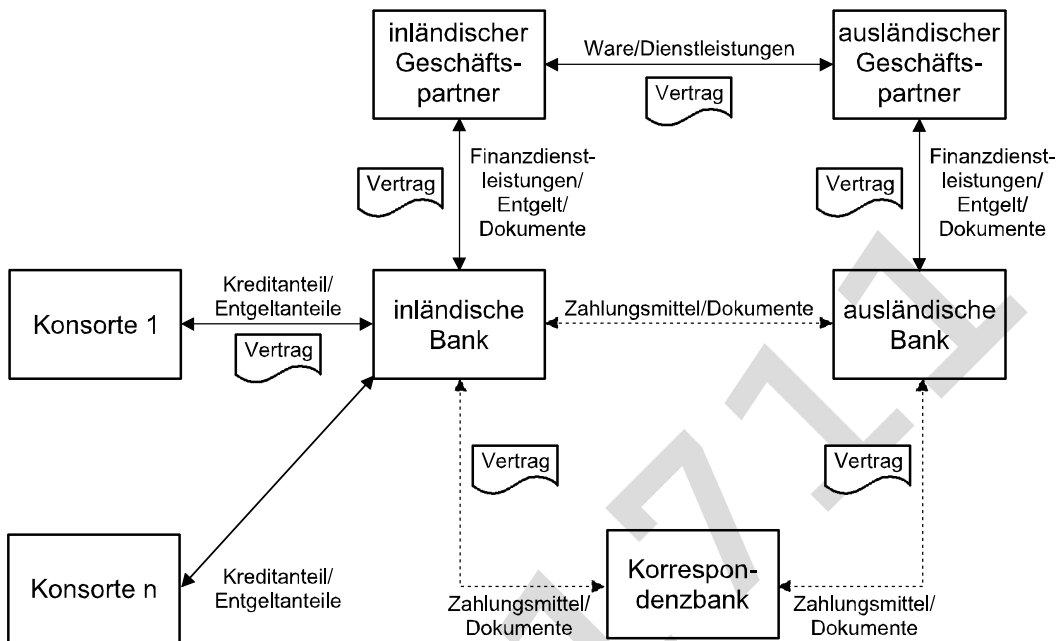 inländischer
Geschäfts-
partner
Ware/Dienstleistungen
Vertrag
ausländischer
Geschäfts-
partner
Vertrag
Finanzdienst-
leistungen/
Entgelt/
Dokumente
Vertrag
Finanzdienst-
leistungen/
Entgelt/
Dokumente
Konsorte 1
Kreditanteil/
Entgeltanteile
Vertrag
inländische
Bank
Zahlungsmittel/Dokumente
ausländische
Bank
Vertrag
Vertrag
Konsorte n
Kreditanteil/
Entgeltanteile
Zahlungsmittel/
Dokumente
Korrespon-
denzbank
Zahlungsmittel/
Dokumente
1711